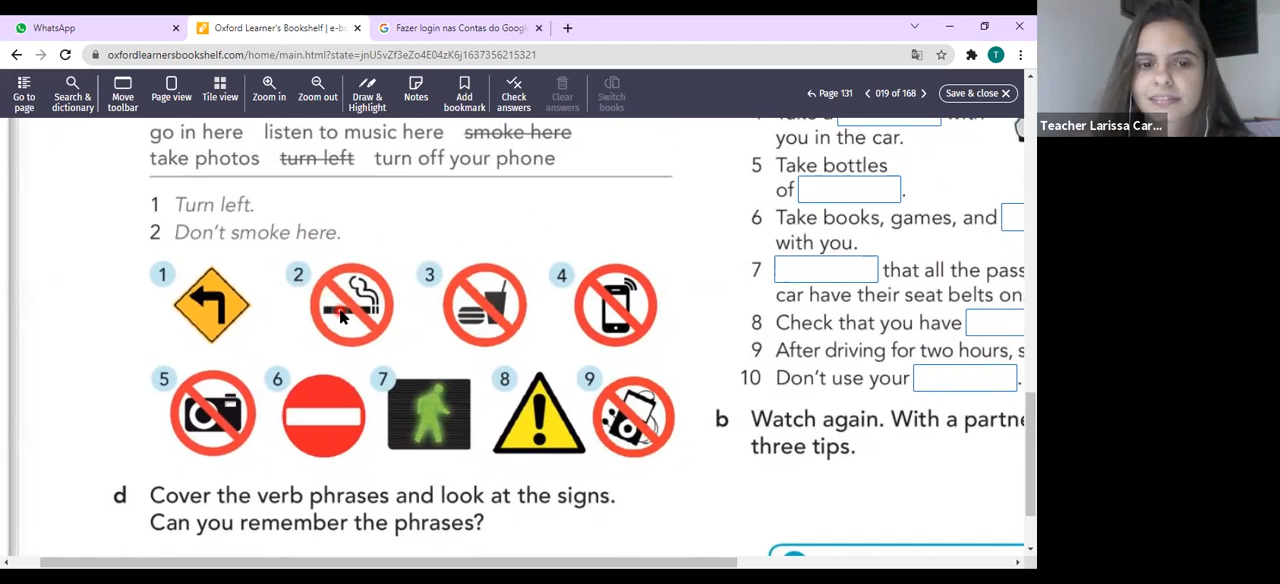 WhatsApp
Oxford Learner's Bookshelf | e-bo
Fazer login nas Contas do Googl
oxfordlearnersbookshelf.com/home/main.html?state=jnU5vZf3eZo4E04zK6j1637356215321
Go to page
Search & dictionary
Move toolbar
Page view
Tile view
Zoom in
Zoom out
Draw & Highlight
Notes
Add bookmark
Check answers
Clear answers
Switch books
Page 131
019 of 168
Save & close X
Teacher Larissa Car...
go in here listen to music here smoke here
take photos turn left turn off your phone
1 Turn left.
2 Don't smoke here.
1
2
3
4
5
6
7
8
9
d Cover the verb phrases and look at the signs.
Can you remember the phrases?
you in the car.
5 Take bottles
of .
6 Take books, games, and
with you.
7 that all the pass
car have their seat belts on
8 Check that you have
9 After driving for two hours, s
10 Don't use your .
b Watch again. With a partne
three tips.